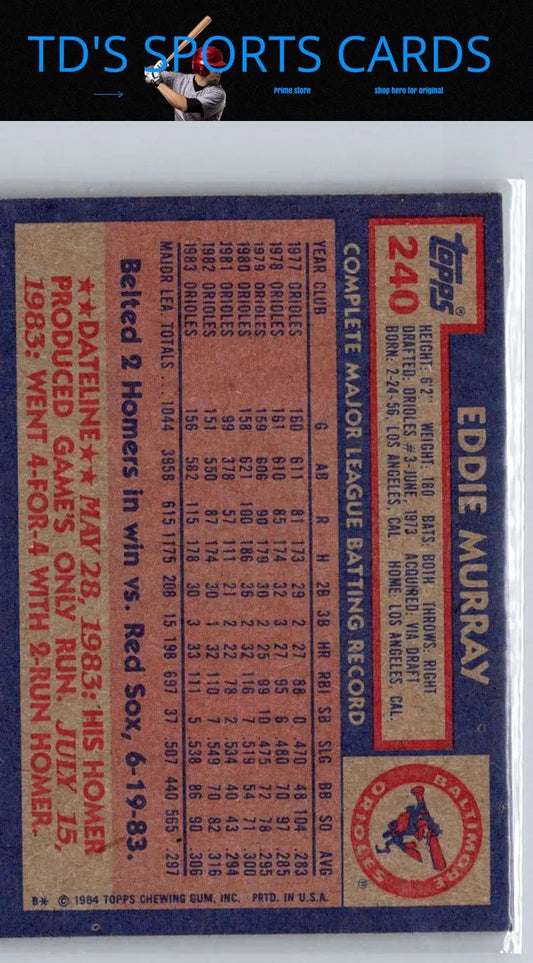 TD'S SPORTS CARDS
Prime store
shop here for original
EDDIE MURRAY
topps®
240
HEIGHT: 6'2" WEIGHT: 180 BATS: BOTH THROWS: RIGHT
DRAFTED: ORIOLES #3-JUNE, 1973 ACQUIRED: VIA DRAFT
BORN: 2-24-56, LOS ANGELES, CAL. HOME: LOS ANGELES, CAL.
BALTIMORE ORIOLES ®
COMPLETE MAJOR LEAGUE BATTING RECORD
YEAR CLUB G AB R H 2B 3B HR RBI SB SLG BB SO AVG
1977 ORIOLES 160 611 81 173 29 2 27 88 0 .470 48 104 .283
1978 ORIOLES 161 610 85 174 32 3 27 95 6 .480 70 97 .285
1979 ORIOLES 159 606 90 179 30 2 25 99 10 .475 72 78 .295
1980 ORIOLES 158 621 100 186 36 2 32 116 7 .519 54 71 .300
1981 ORIOLES 99 378 57 111 21 2 22 78 2 .534 40 43 .294
1982 ORIOLES 151 550 87 174 30 1 32 110 7 .549 70 82 .316
1983 ORIOLES 156 582 115 178 30 3 33 111 5 .538 86 90 .306
MAJOR LEA. TOTALS ... 1044 3958 615 1175 208 15 198 697 37 .507 440 565 .297
Belted 2 Homers in win vs. Red Sox, 6-19-83.
★★DATELINE★★ MAY 28, 1983: HIS HOMER
PRODUCED GAME'S ONLY RUN. JULY 15,
1983: WENT 4-FOR-4 WITH 2-RUN HOMER.
B* © 1984 TOPPS CHEWING GUM, INC. PRTD. IN U.S.A.